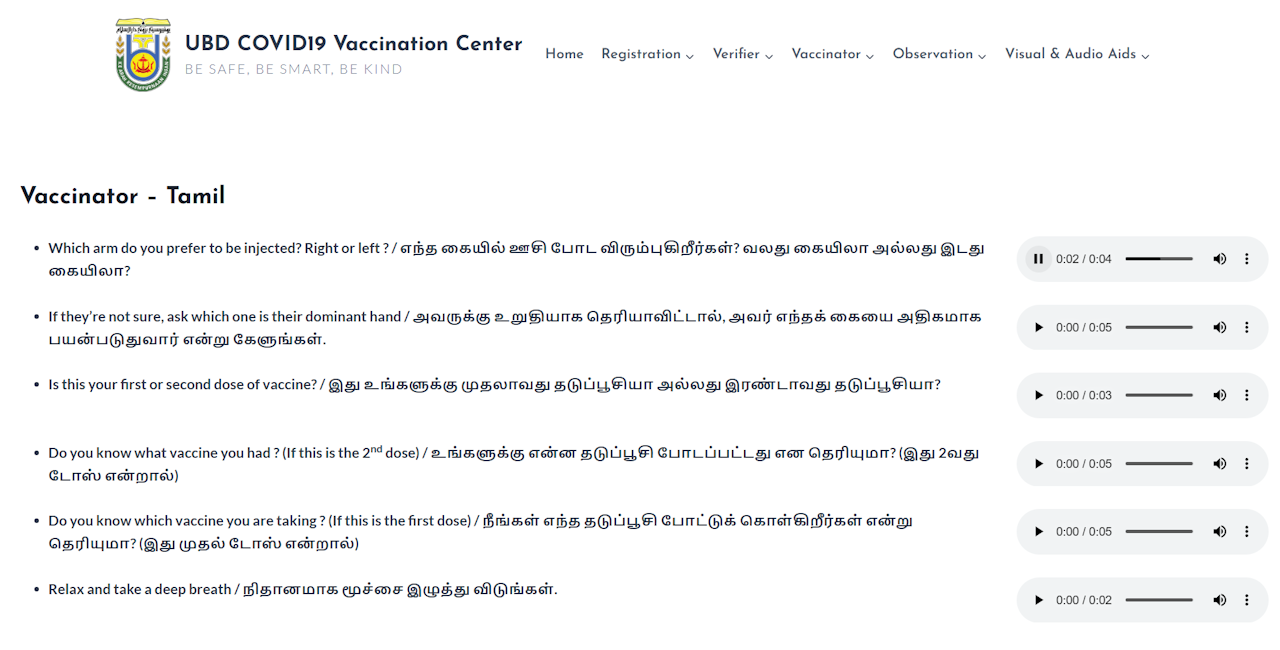 UBD COVID19 Vaccination Center
BE SAFE, BE SMART, BE KIND
Home Registration Verifier Vaccinator Observation Visual & Audio Aids
Vaccinator – Tamil
Which arm do you prefer to be injected? Right or left ? / எந்த கையில் ஊசி போட விரும்புகிறீர்கள்? வலது கையிலா அல்லது இடது
கையிலா?
0:02 / 0:04
If they’re not sure, ask which one is their dominant hand / அவருக்கு உறுதியாக தெரியாவிட்டால், அவர் எந்தக் கையை அதிகமாக
பயன்படுத்துவார் என்று கேளுங்கள்.
0:00 / 0:05
Is this your first or second dose of vaccine? / இது உங்களுக்கு முதலாவது தடுப்பூசியா அல்லது இரண்டாவது தடுப்பூசியா?
0:00 / 0:03
Do you know what vaccine you had ? (If this is the 2nd dose) / உங்களுக்கு என்ன தடுப்பூசி போடப்பட்டது என தெரியுமா? (இது 2வது
டோஸ் என்றால்)
0:00 / 0:05
Do you know which vaccine you are taking ? (If this is the first dose) / நீங்கள் எந்த தடுப்பூசி போட்டுக் கொள்கிறீர்கள் என்று
தெரியுமா? (இது முதல் டோஸ் என்றால்)
0:00 / 0:05
Relax and take a deep breath / நிதானமாக மூச்சை இழுத்து விடுங்கள்.
0:00 / 0:02